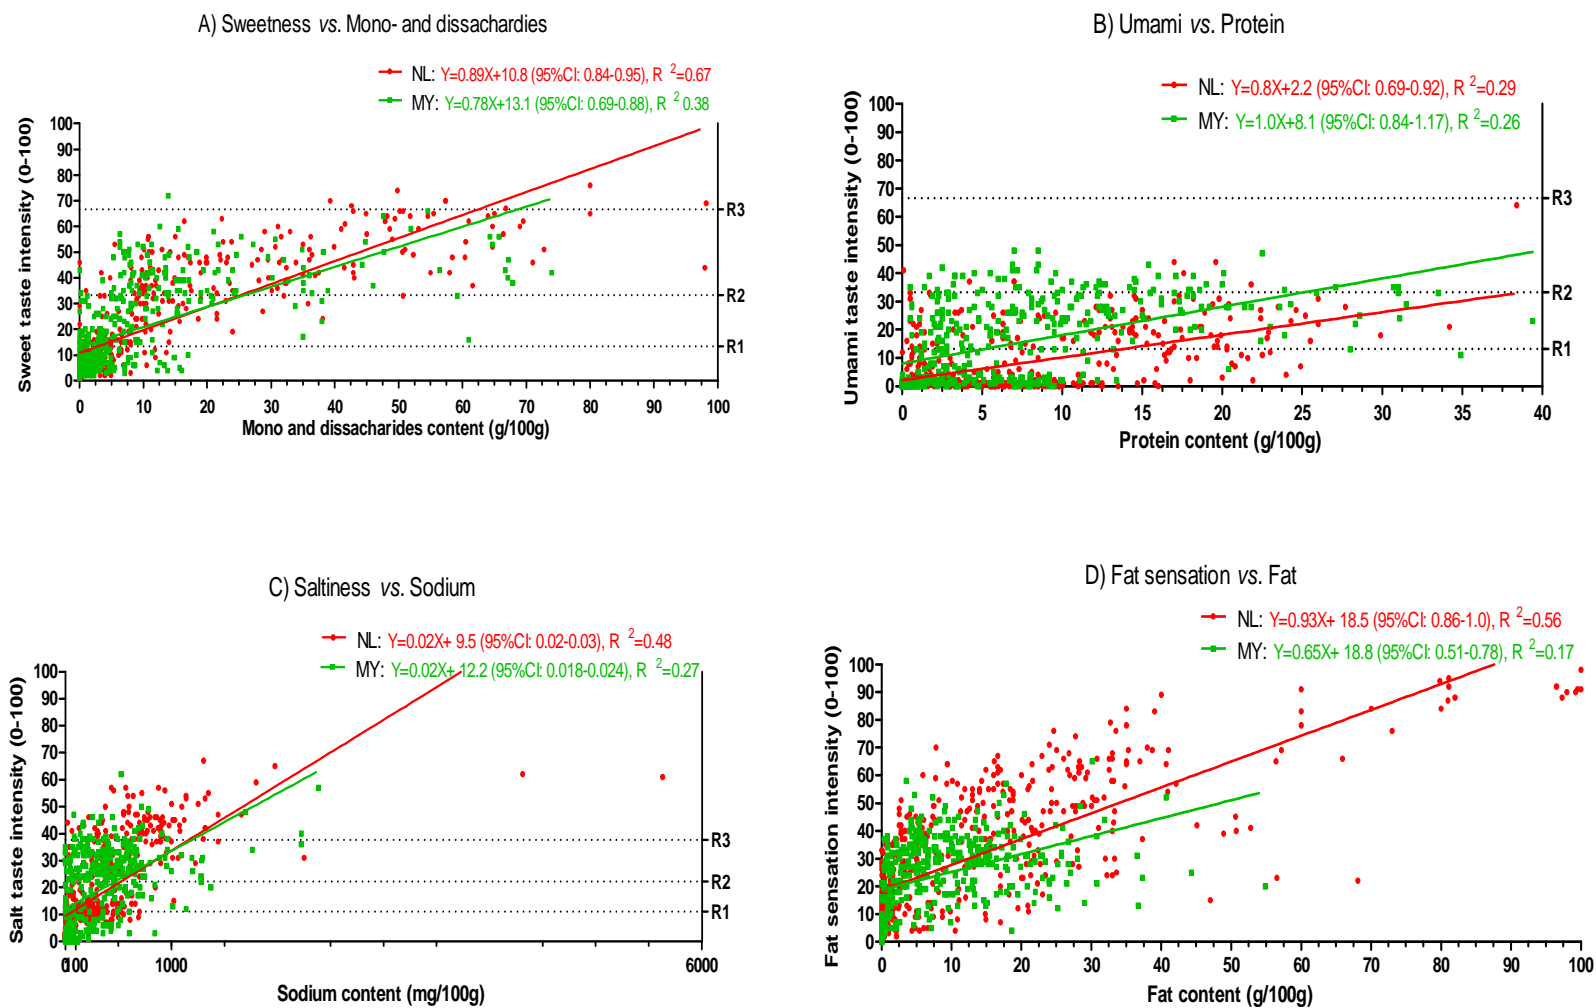 A) Sweetness vs. Mono- and dissachardies
NL: Y=0.89X+10.8 (95%CI: 0.84-0.95), R 2=0.67
MY: Y=0.78X+13.1 (95%CI: 0.69-0.88), R 2 0.38
Sweet taste intensity (0-100)
100
90
80
70
60
50
40
30
20
10
0
R3
R2
R1
0 10 20 30 40 50 60 70 80 90 100
Mono and dissacharides content (g/100g)
B) Umami vs. Protein
NL: Y=0.8X+2.2 (95%CI: 0.69-0.92), R 2=0.29
MY: Y=1.0X+8.1 (95%CI: 0.84-1.17), R 2=0.26
Umami taste intensity (0-100)
100
90
80
70
60
50
40
30
20
10
0
R3
R2
R1
0 5 10 15 20 25 30 35 40
Protein content (g/100g)
C) Saltiness vs. Sodium
NL: Y=0.02X+ 9.5 (95%CI: 0.02-0.03), R 2=0.48
MY: Y=0.02X+ 12.2 (95%CI: 0.018-0.024), R 2=0.27
Salt taste intensity (0-100)
100
90
80
70
60
50
40
30
20
10
0
R3
R2
R1
0 100 1000 6000
Sodium content (mg/100g)
D) Fat sensation vs. Fat
NL: Y=0.93X+ 18.5 (95%CI: 0.86-1.0), R 2=0.56
MY: Y=0.65X+ 18.8 (95%CI: 0.51-0.78), R 2=0.17
Fat sensation intensity (0-100)
100
90
80
70
60
50
40
30
20
10
0
0 10 20 30 40 50 60 70 80 90 100
Fat content (g/100g)